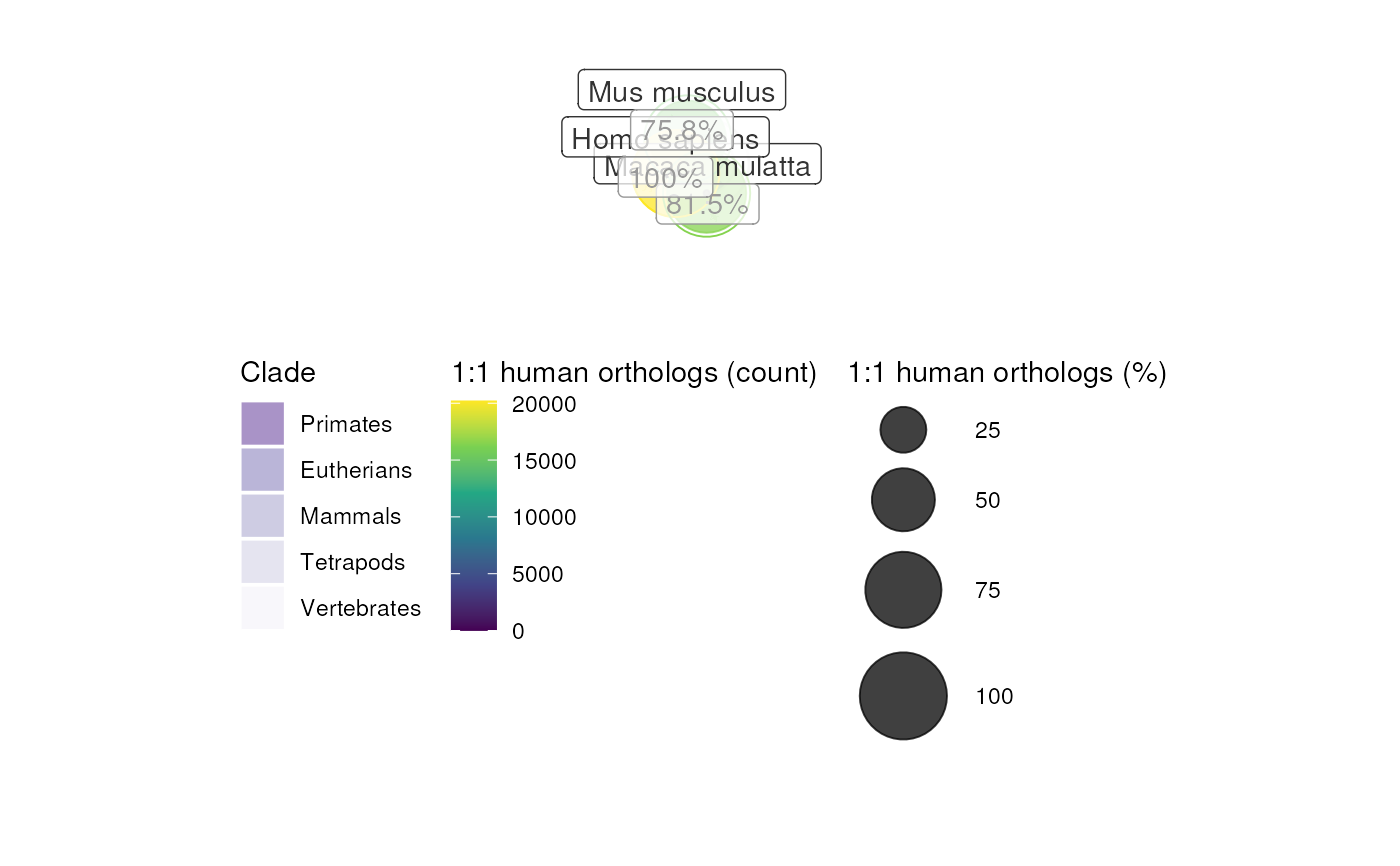 Mus musculus
75.8%
Homo sapiens
Macaca mulatta
100%
81.5%
Clade
Primates
Eutherians
Mammals
Tetrapods
Vertebrates
1:1 human orthologs (count)
20000
15000
10000
5000
0
1:1 human orthologs (%)
25
50
75
100